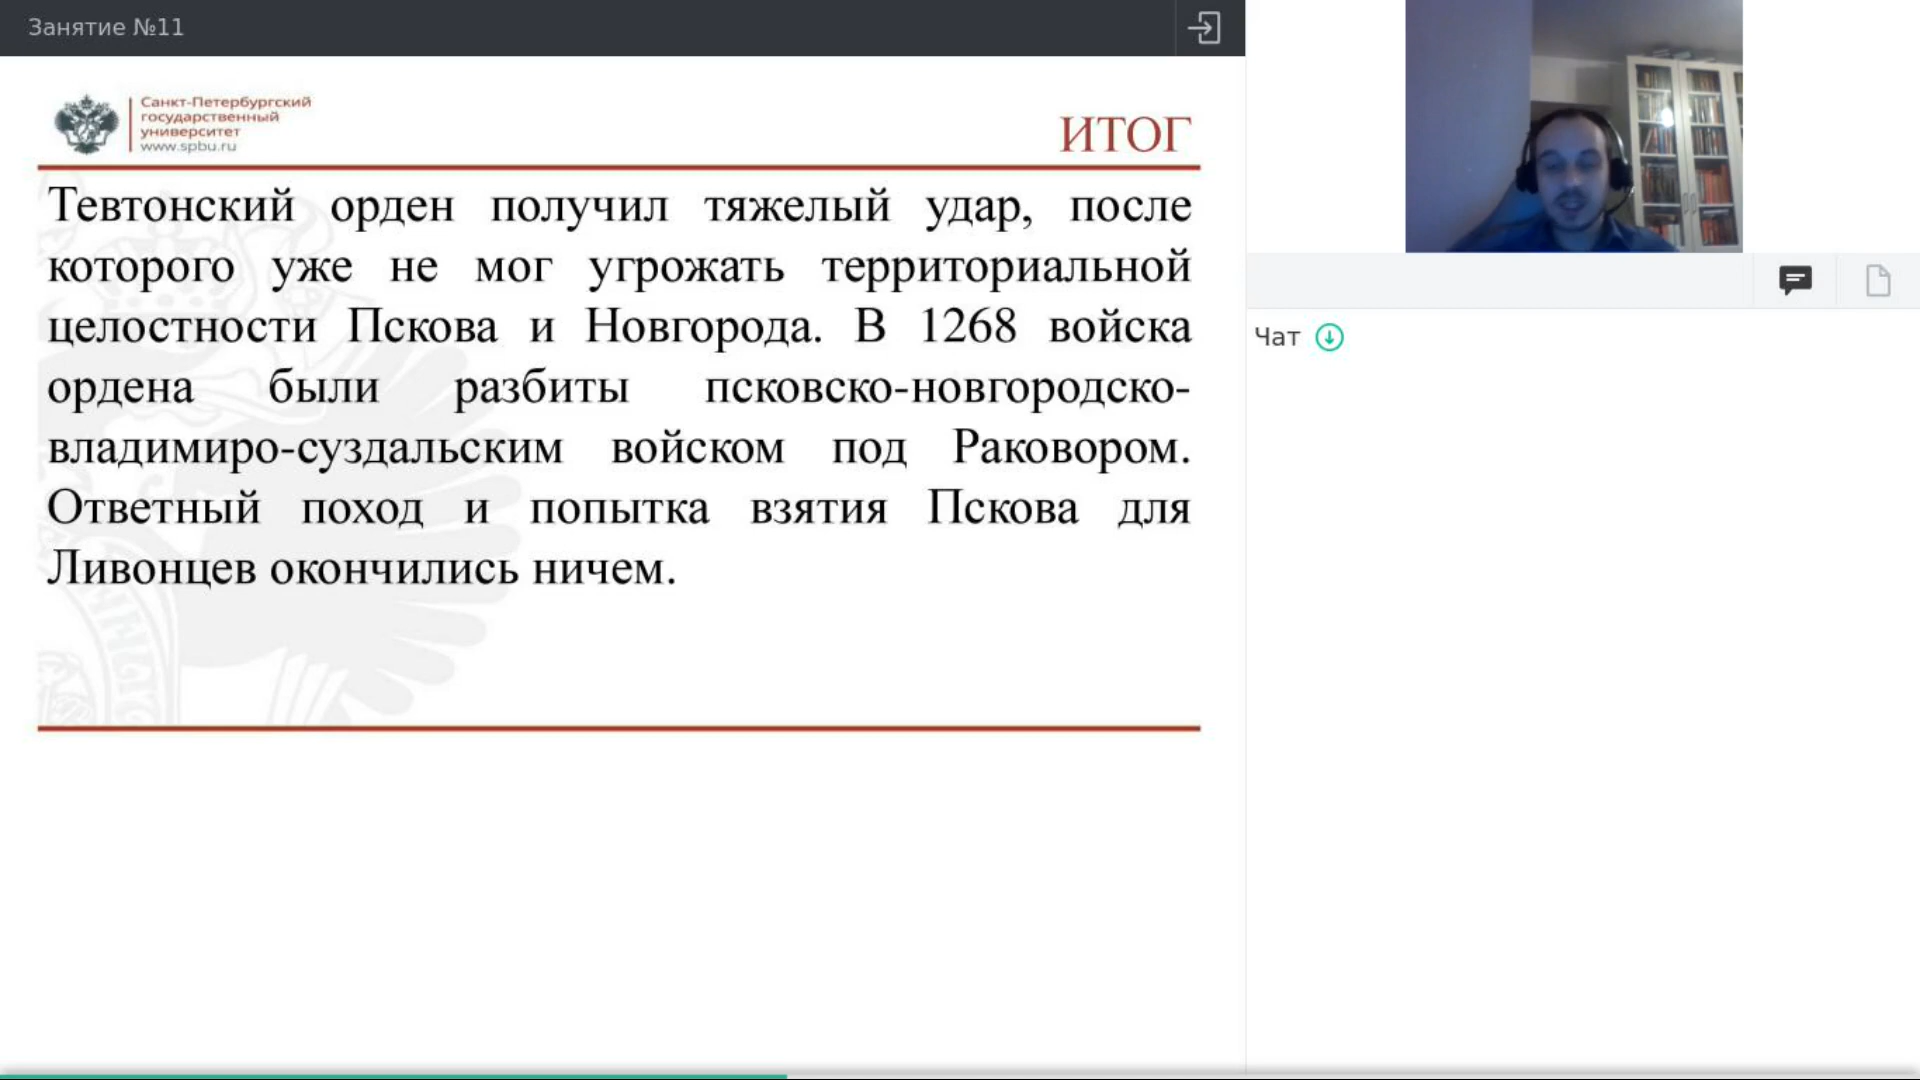 Занятие №11
Санкт-Петербургский
государственный
университет
www.spbu.ru
ИТОГ
Тевтонский орден получил тяжелый удар, после
которого уже не мог угрожать территориальной
целостности Пскова и Новгорода. В 1268 войска
ордена были разбиты псковско-новгородско-
владимиро-суздальским войском под Раковором.
Ответный поход и попытка взятия Пскова для
Ливонцев окончились ничем.
Чат